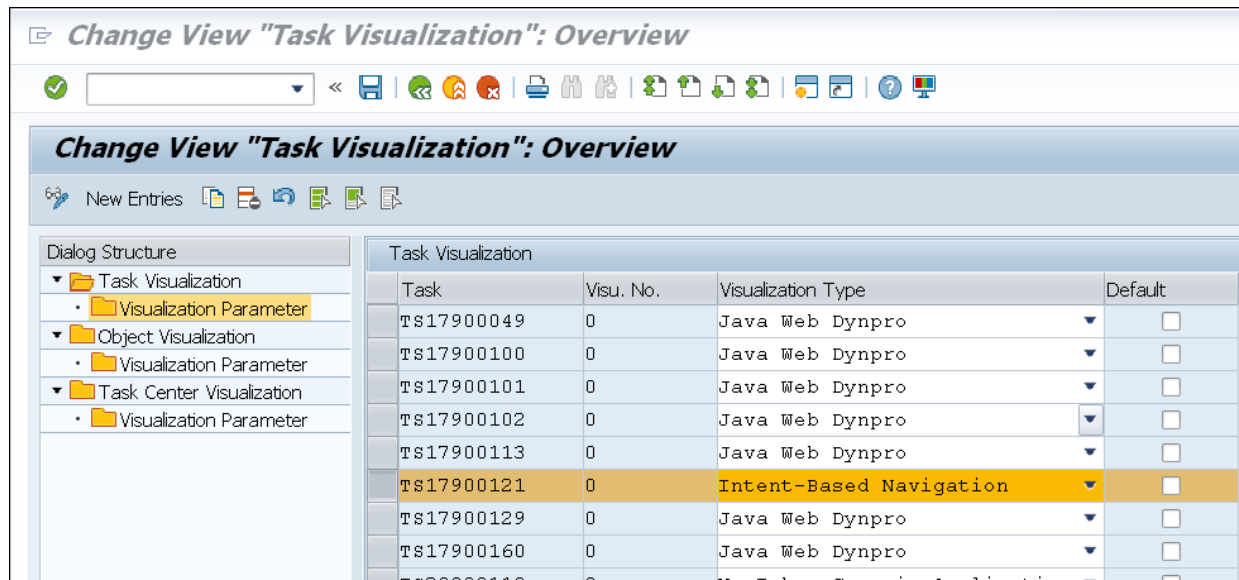 Change View "Task Visualization": Overview
Change View "Task Visualization": Overview
New Entries
Dialog Structure
Task Visualization
Visualization Parameter
Object Visualization
Visualization Parameter
Task Center Visualization
Visualization Parameter
Task Visualization
Task Visu. No. Visualization Type Default
TS17900049 0 Java Web Dynpro
TS17900100 0 Java Web Dynpro
TS17900101 0 Java Web Dynpro
TS17900102 0 Java Web Dynpro
TS17900113 0 Java Web Dynpro
TS17900121 0 Intent-Based Navigation
TS17900129 0 Java Web Dynpro
TS17900160 0 Java Web Dynpro